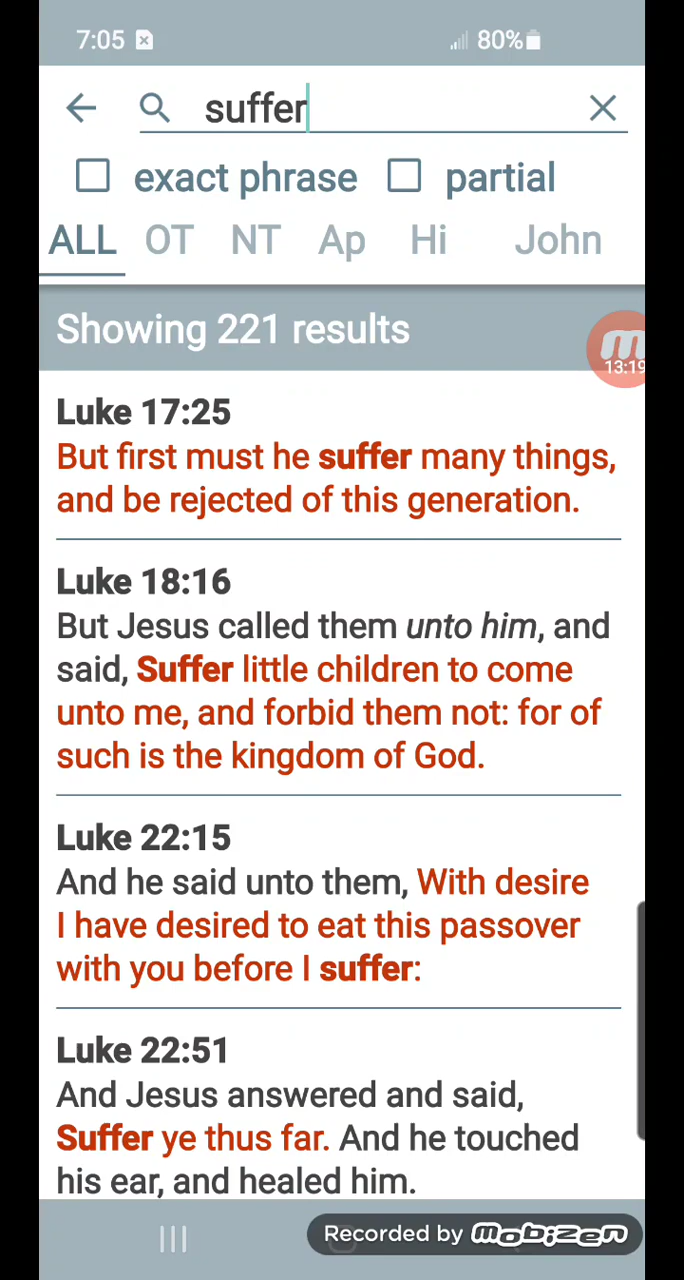 7:05 80%
suffer
exact phrase partial
ALL OT NT Ap Hi John
Showing 221 results
13:19
Luke 17:25
But first must he suffer many things,
and be rejected of this generation.
Luke 18:16
But Jesus called them unto him, and
said, Suffer little children to come
unto me, and forbid them not: for of
such is the kingdom of God.
Luke 22:15
And he said unto them, With desire
I have desired to eat this passover
with you before I suffer:
Luke 22:51
And Jesus answered and said,
Suffer ye thus far. And he touched
his ear, and healed him.
Recorded by mobizen